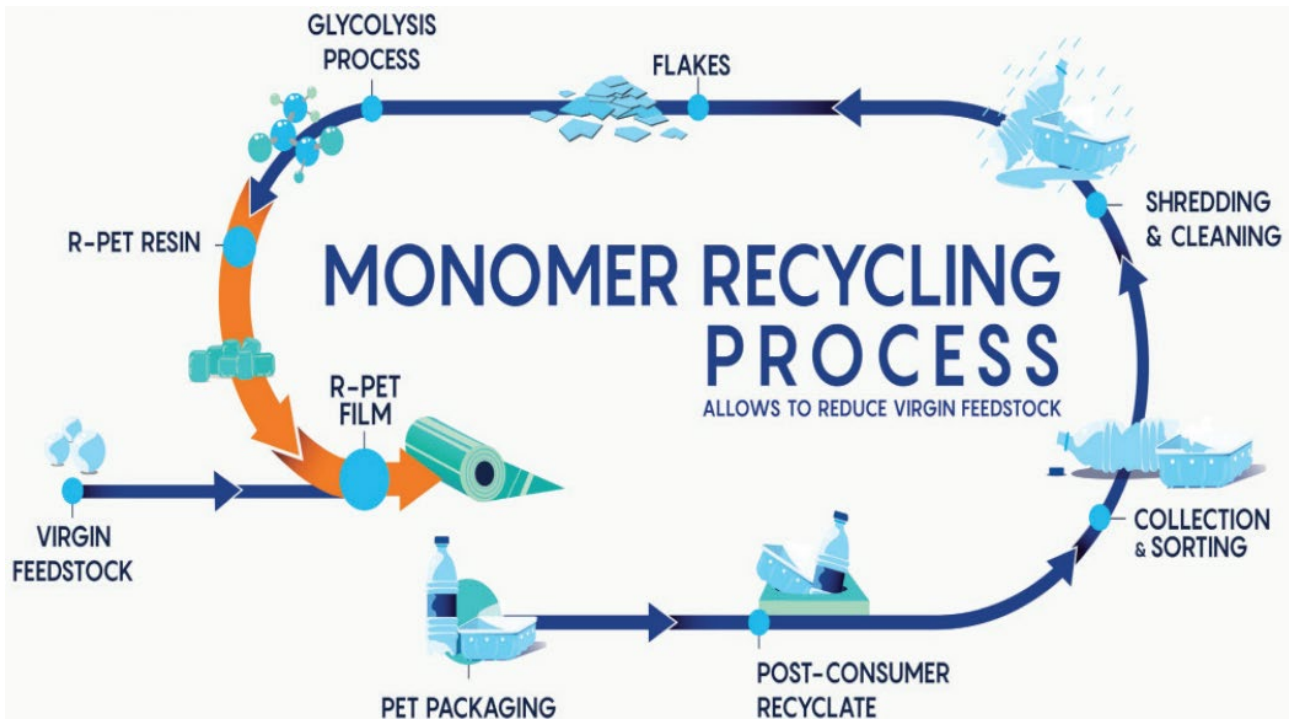 GLYCOLYSIS
PROCESS
FLAKES
SHREDDING
& CLEANING
R-PET RESIN
MONOMER RECYCLING
PROCESS
ALLOWS TO REDUCE VIRGIN FEEDSTOCK
R-PET
FILM
VIRGIN
FEEDSTOCK
COLLECTION
& SORTING
PET PACKAGING
POST-CONSUMER
RECYCLATE